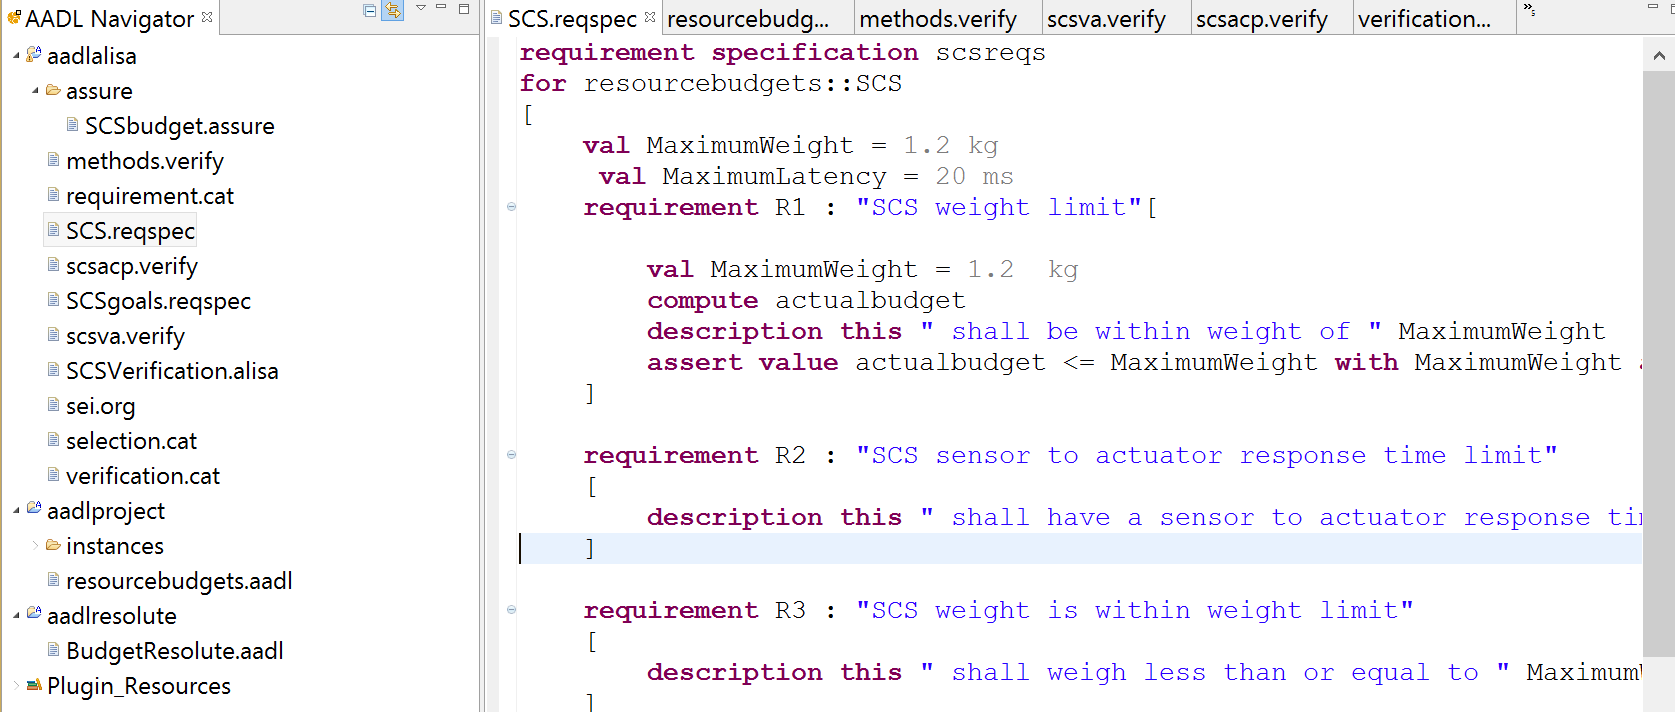 AADL Navigator
aadlalisa
assure
SCSbudget.assure
methods.verify
requirement.cat
SCS.reqspec
scsacp.verify
SCSgoals.reqspec
scsva.verify
SCSVerification.alisa
sei.org
selection.cat
verification.cat
aadlproject
instances
resourcebudgets.aadl
aadlresolute
BudgetResolute.aadl
Plugin_Resources
SCS.reqspec resourcebudg... methods.verify scsva.verify scsacp.verify verification... »5
requirement specification scsreqs
for resourcebudgets::SCS
[
val MaximumWeight = 1.2 kg
val MaximumLatency = 20 ms
requirement R1 : "SCS weight limit"[
val MaximumWeight = 1.2  kg
compute actualbudget
description this " shall be within weight of " MaximumWeight
assert value actualbudget <= MaximumWeight with MaximumWeight
]
requirement R2 : "SCS sensor to actuator response time limit"
[
description this " shall have a sensor to actuator response
]
requirement R3 : "SCS weight is within weight limit"
[
description this " shall weigh less than or equal to " Maximum
]